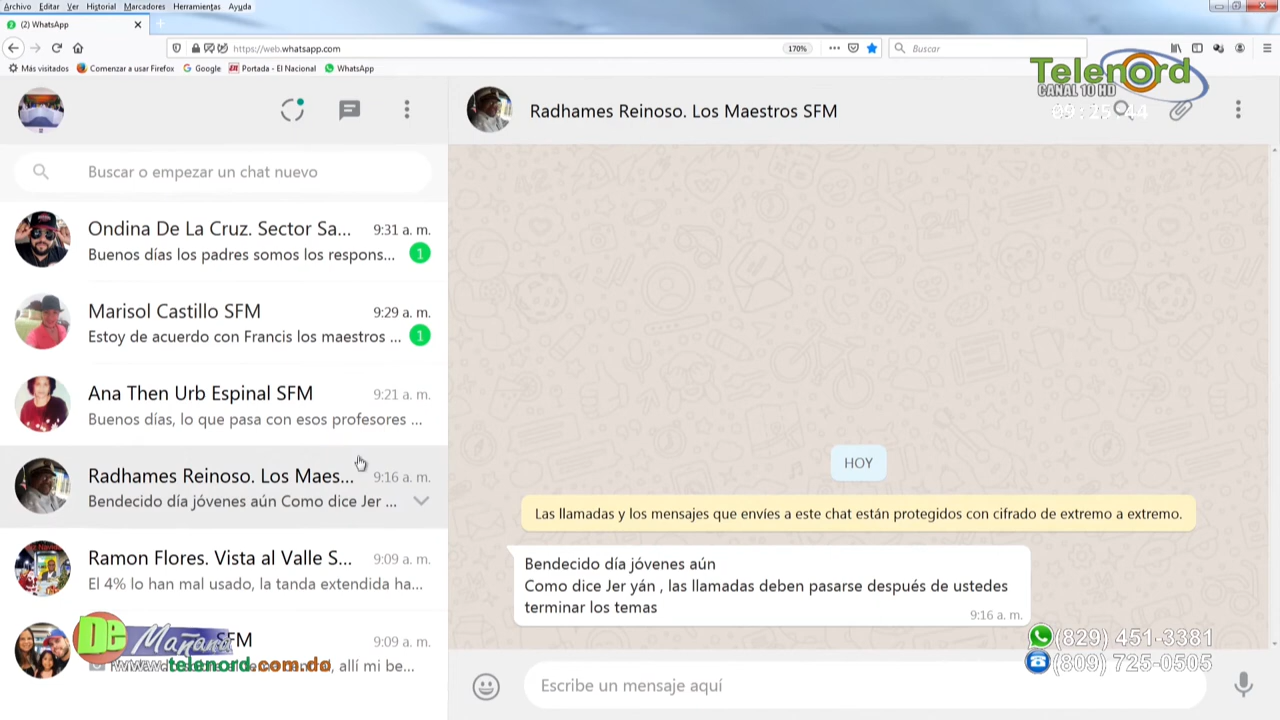 Archivo Editar Ver Historial Marcadores Herramientas Ayuda
(2) WhatsApp
https://web.whatsapp.com
170%
Buscar
Más visitados
Comenzar a usar Firefox
Google
Portada - El Nacional
WhatsApp
Telenord
CANAL 10 HD
Radhames Reinoso. Los Maestros SFM
Buscar o empezar un chat nuevo
Ondina De La Cruz. Sector Sa...
9:31 a. m.
Buenos días los padres somos los respons...
1
Marisol Castillo SFM
9:29 a. m.
Estoy de acuerdo con Francis los maestros ...
1
Ana Then Urb Espinal SFM
9:21 a. m.
Buenos días, lo que pasa con esos profesores ...
Radhames Reinoso. Los Maes...
9:16 a. m.
Bendecido día jóvenes aún Como dice Jer ...
Ramon Flores. Vista al Valle S...
9:09 a. m.
El 4% lo han mal usado, la tanda extendida ha...
SFM
9:09 a. m.
allí mi be...
De Mañana
www.telenord.com.do
HOY
Las llamadas y los mensajes que envíes a este chat están protegidos con cifrado de extremo a extremo.
Bendecido día jóvenes aún
Como dice Jer yán , las llamadas deben pasarse después de ustedes
terminar los temas
9:16 a. m.
(829) 451-3381
(809) 725-0505
Escribe un mensaje aquí